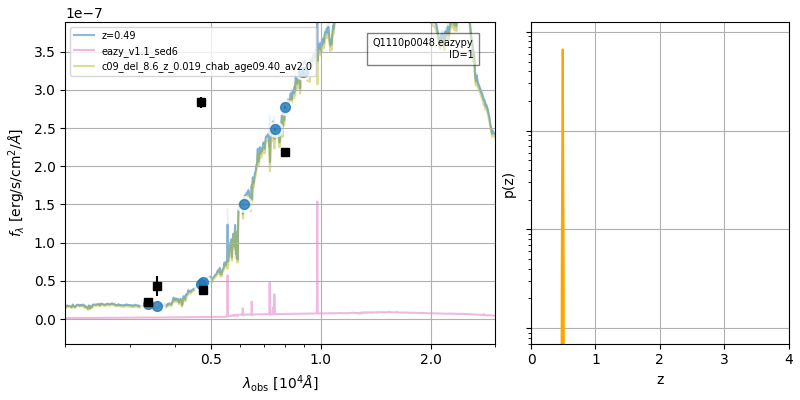 1e−7
z=0.49
eazy_v1.1_sed6
c09_del_8.6_z_0.019_chab_age09.40_av2.0
Q1110p0048.eazypy
ID=1
3.5
3.0
2.5
2.0
1.5
1.0
0.5
0.0
fλ [erg/s/cm²/Å]
0.5
1.0
2.0
λobs [10⁴Å]
p(z)
0
1
2
3
4
z